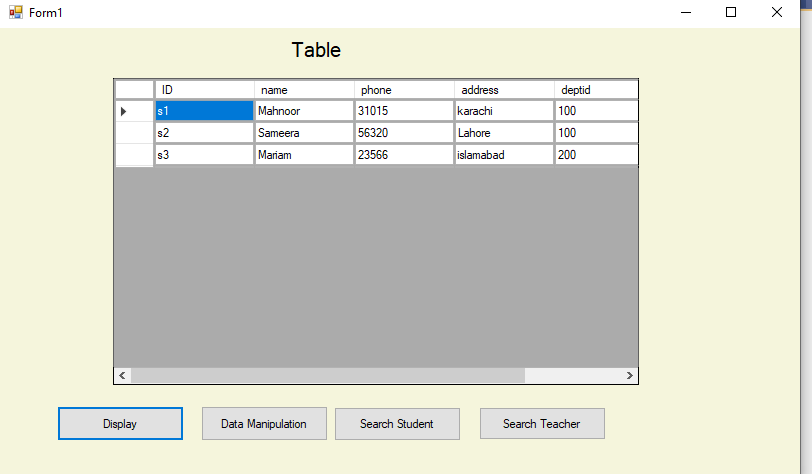 Form1
Table
ID name phone address deptid
s1 Mahnoor 31015 karachi 100
s2 Sameera 56320 Lahore 100
s3 Mariam 23566 islamabad 200
Display Data Manipulation Search Student Search Teacher